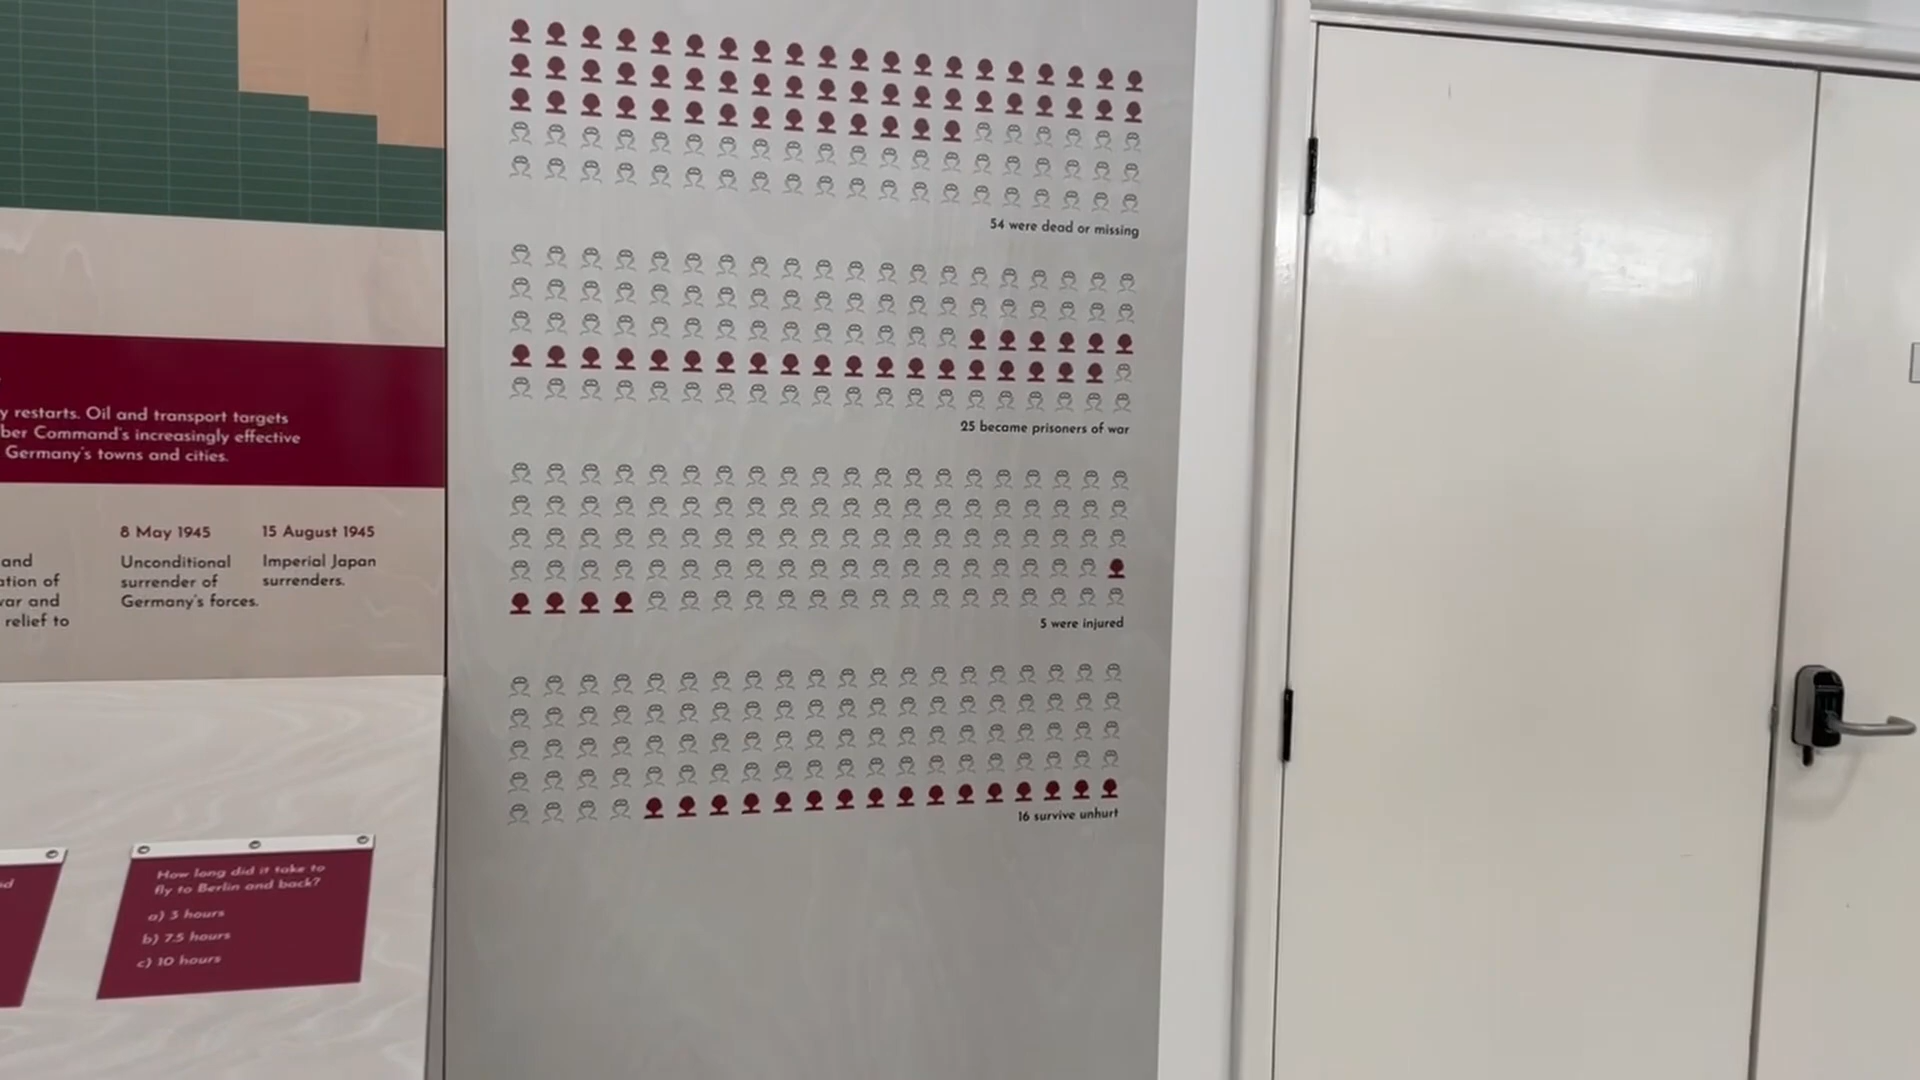 y restarts. Oil and transport targets
ber Command's increasingly effective
Germany's towns and cities.
and
ation of
war and
relief to
8 May 1945
Unconditional
surrender of
Germany's forces.
15 August 1945
Imperial Japan
surrenders.
How long did it take to
fly to Berlin and back?
a) 3 hours
b) 7.5 hours
c) 10 hours
54 were dead or missing
25 became prisoners of war
5 were injured
16 survive unhurt